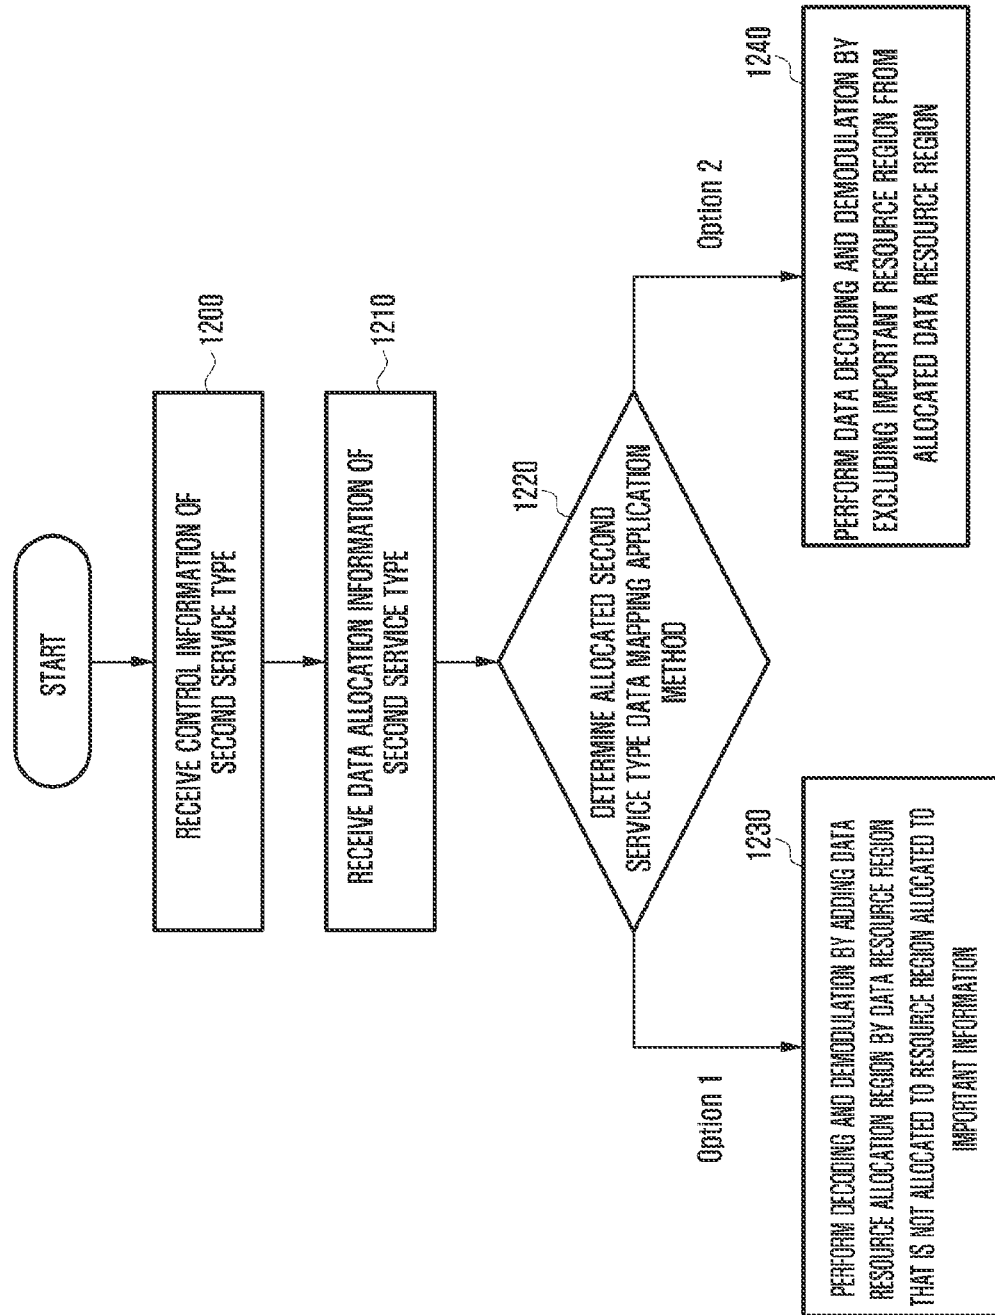 START
1200
RECEIVE CONTROL INFORMATION OF
SECOND SERVICE TYPE
1210
RECEIVE DATA ALLOCATION INFORMATION OF
SECOND SERVICE TYPE
1220
DETERMINE ALLOCATED SECOND
SERVICE TYPE DATA MAPPING APPLICATION
METHOD
Option 1
1230
PERFORM DECODING AND DEMODULATION BY ADDING DATA
RESOURCE ALLOCATION REGION BY DATA RESOURCE REGION
THAT IS NOT ALLOCATED TO RESOURCE REGION ALLOCATED TO
IMPORTANT INFORMATION
Option 2
1240
PERFORM DATA DECODING AND DEMODULATION BY
EXCLUDING IMPORTANT RESOURCE REGION FROM
ALLOCATED DATA RESOURCE REGION